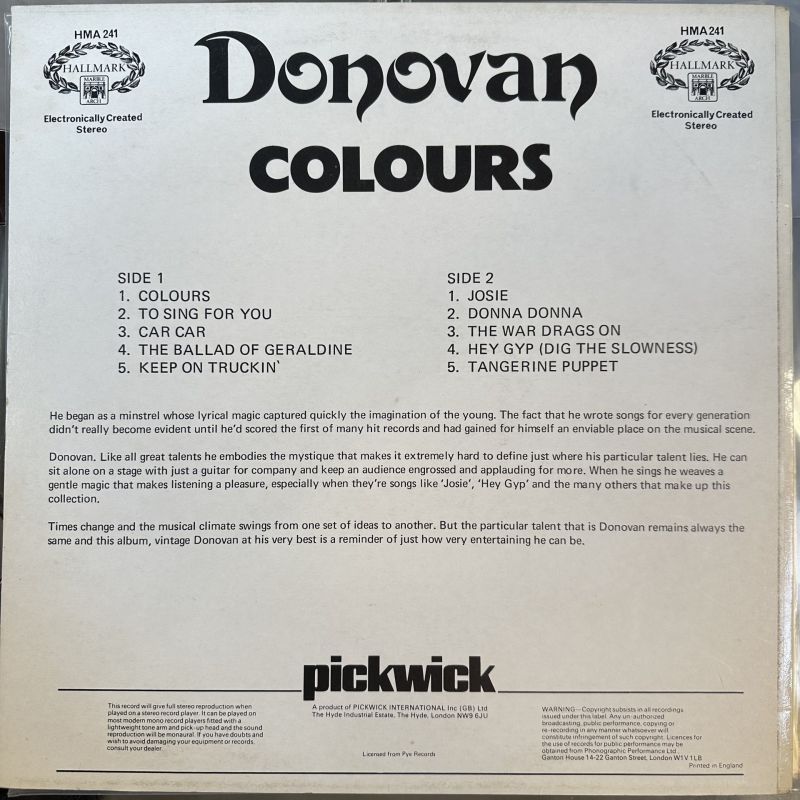 HMA 241
HALLMARK
MARBLE
ARCH
Electronically Created
Stereo
Donovan
COLOURS
HMA 241
HALLMARK
MARBLE
ARCH
Electronically Created
Stereo
SIDE 1
1. COLOURS
2. TO SING FOR YOU
3. CAR CAR
4. THE BALLAD OF GERALDINE
5. KEEP ON TRUCKIN'
SIDE 2
1. JOSIE
2. DONNA DONNA
3. THE WAR DRAGS ON
4. HEY GYP (DIG THE SLOWNESS)
5. TANGERINE PUPPET
He began as a minstrel whose lyrical magic captured quickly the imagination of the young. The fact that he wrote songs for every generation
didn't really become evident until he'd scored the first of many hit records and had gained for himself an enviable place on the musical scene.
Donovan. Like all great talents he embodies the mystique that makes it extremely hard to define just where his particular talent lies. He can
sit alone on a stage with just a guitar for company and keep an audience engrossed and applauding for more. When he sings he weaves a
gentle magic that makes listening a pleasure, especially when they're songs like 'Josie', 'Hey Gyp' and the many others that make up this
collection.
Times change and the musical climate swings from one set of ideas to another. But the particular talent that is Donovan remains always the
same and this album, vintage Donovan at his very best is a reminder of just how very entertaining he can be.
pickwick
This record will give full stereo reproduction when
played on a stereo record player. It can be played on
most modern mono record players fitted with a
lightweight tone arm and pick-up head and the sound
reproduction will be monaural. If you have doubts and
wish to avoid damaging your equipment or records,
consult your dealer.
A product of PICKWICK INTERNATIONAL Inc (GB) Ltd
The Hyde Industrial Estate, The Hyde, London NW9 6JU
Licensed from Pye Records
WARNING—Copyright subsists in all recordings
issued under this label. Any un-authorized
broadcasting, public performance, copying or
re-recording in any manner whatsoever will
constitute infringement of such copyright. Licences for
the use of records for public performance may be
obtained from Phonographic Performance Ltd.,
Ganton House 14-22 Ganton Street, London W1V 1LB
Printed in England